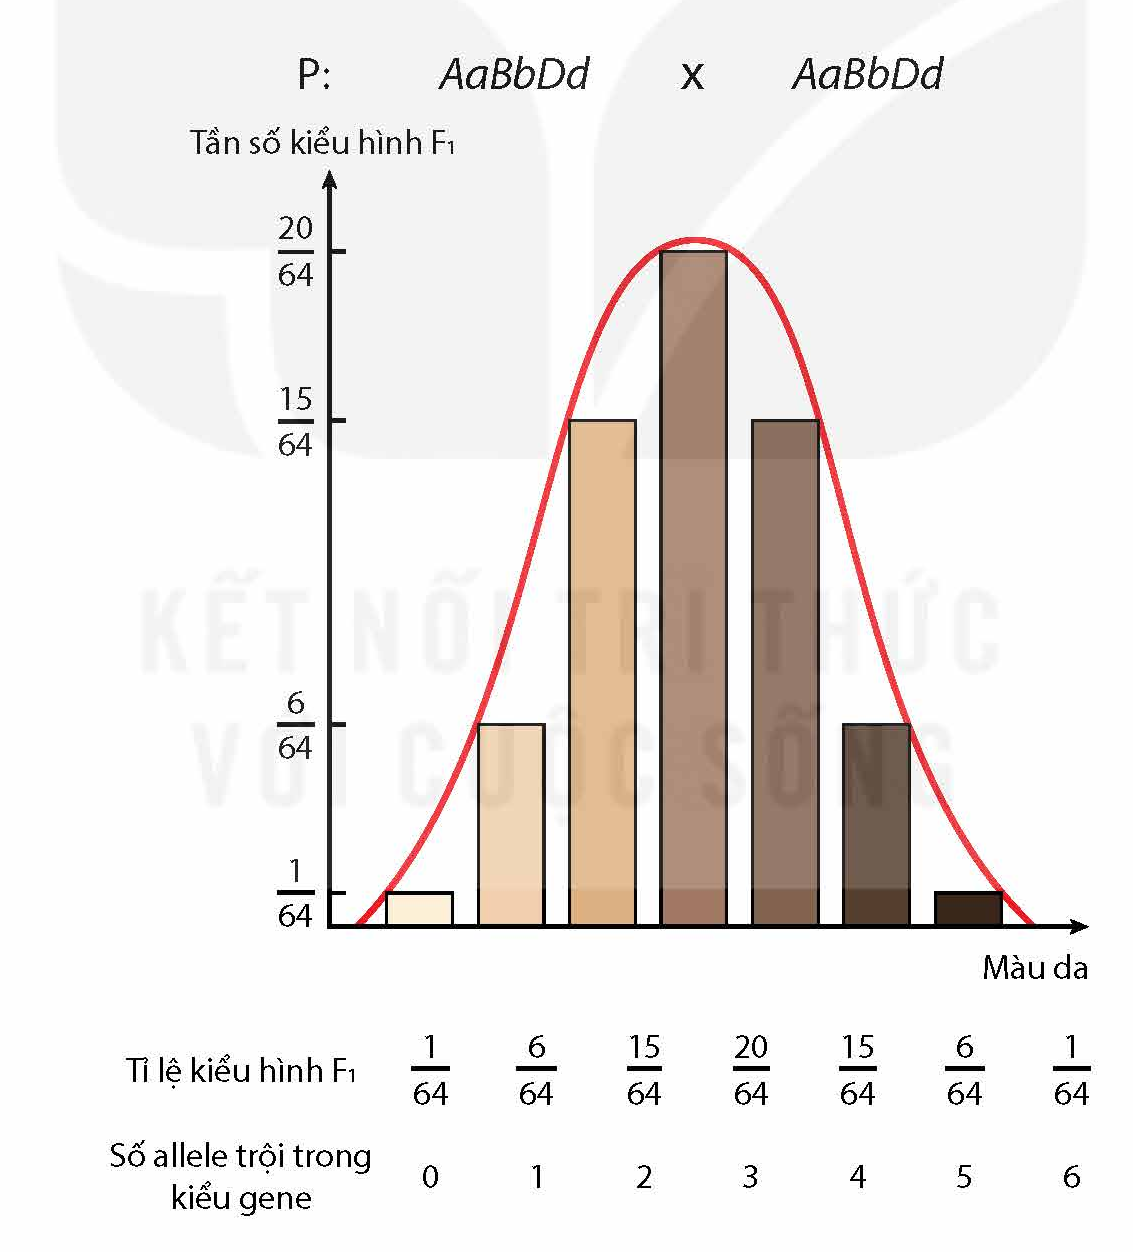 P: AaBbDd x AaBbDd
Tần số kiểu hình F₁
20
64
15
64
6
64
1
64
KẾT NỐI TRI THỨC
VỚI CUỘC SỐNG
Màu da
Tỉ lệ kiểu hình F₁ 1/64 6/64 15/64 20/64 15/64 6/64 1/64
Số allele trội trong
kiểu gene 0 1 2 3 4 5 6